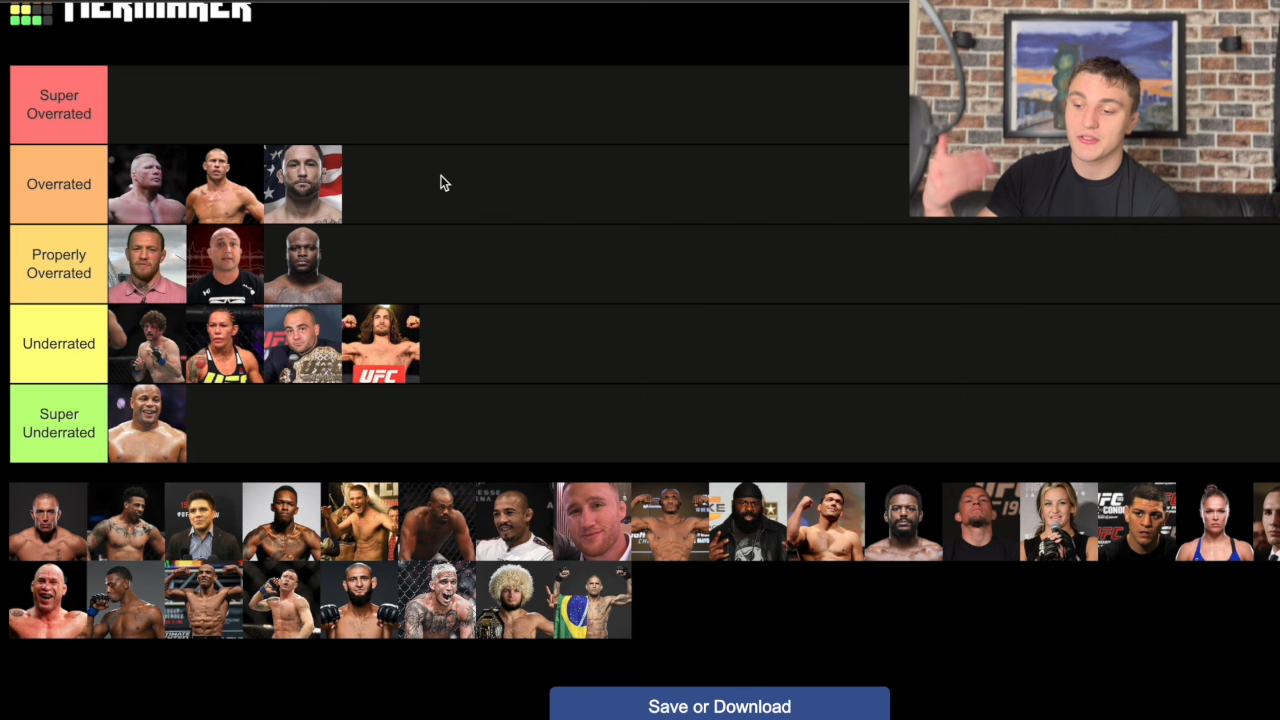 TIERMAKER
Super
Overrated
Overrated
Properly
Overrated
Underrated
UFC
Super
Underrated
Save or Download